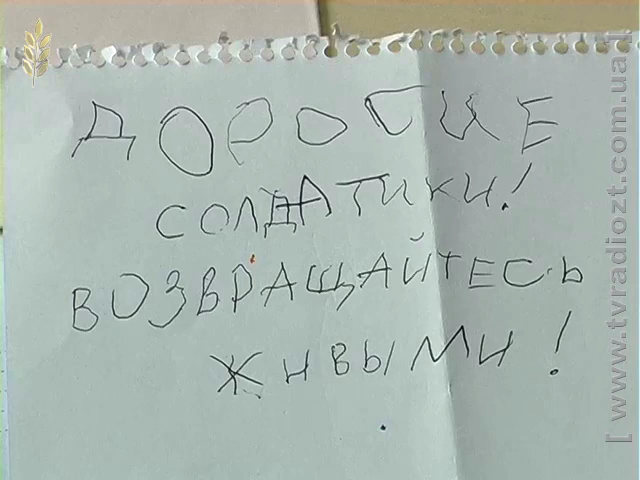 ДОРОГИЕ
СОЛДАТИКИ!
ВОЗВРАЩАЙТЕСЬ
ЖИВЫМИ!
[ www.tvradiozt.com.ua ]